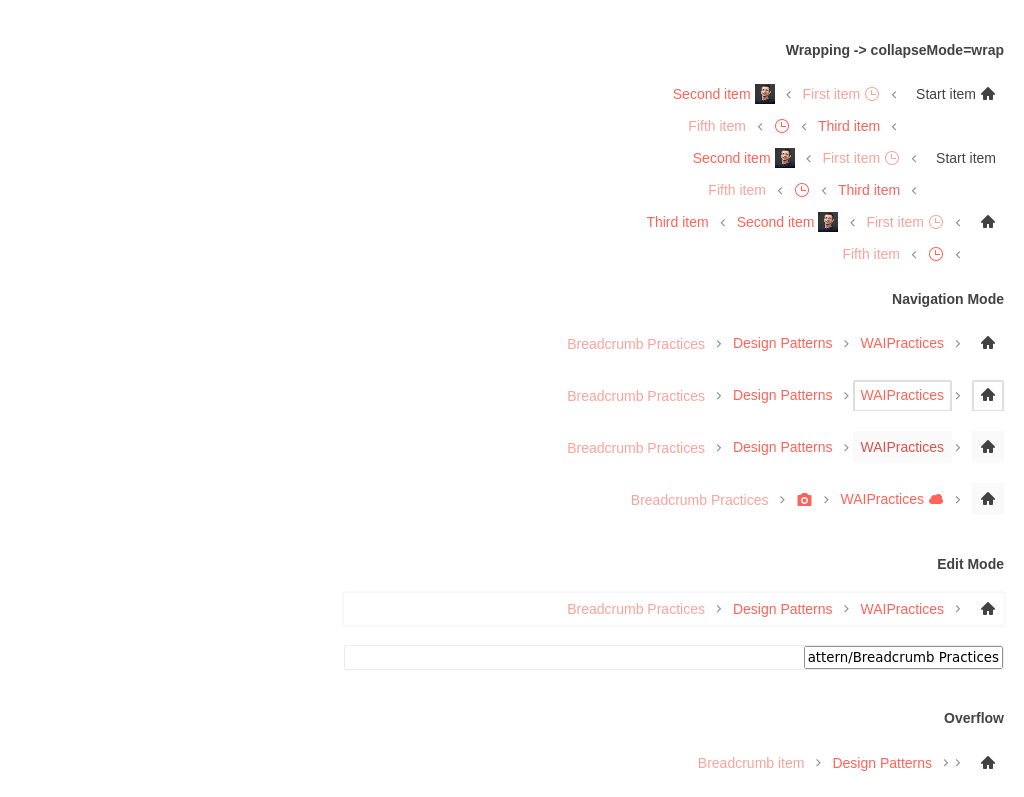 Wrapping -> collapseMode=wrap
Second item First item Start item
Fifth item Third item
Second item First item Start item
Fifth item Third item
Third item Second item First item
Fifth item
Navigation Mode
Breadcrumb Practices Design Patterns WAIPractices
Breadcrumb Practices Design Patterns WAIPractices
Breadcrumb Practices Design Patterns WAIPractices
Breadcrumb Practices WAIPractices
Edit Mode
Breadcrumb Practices Design Patterns WAIPractices
attern/Breadcrumb Practices
Overflow
Breadcrumb item Design Patterns